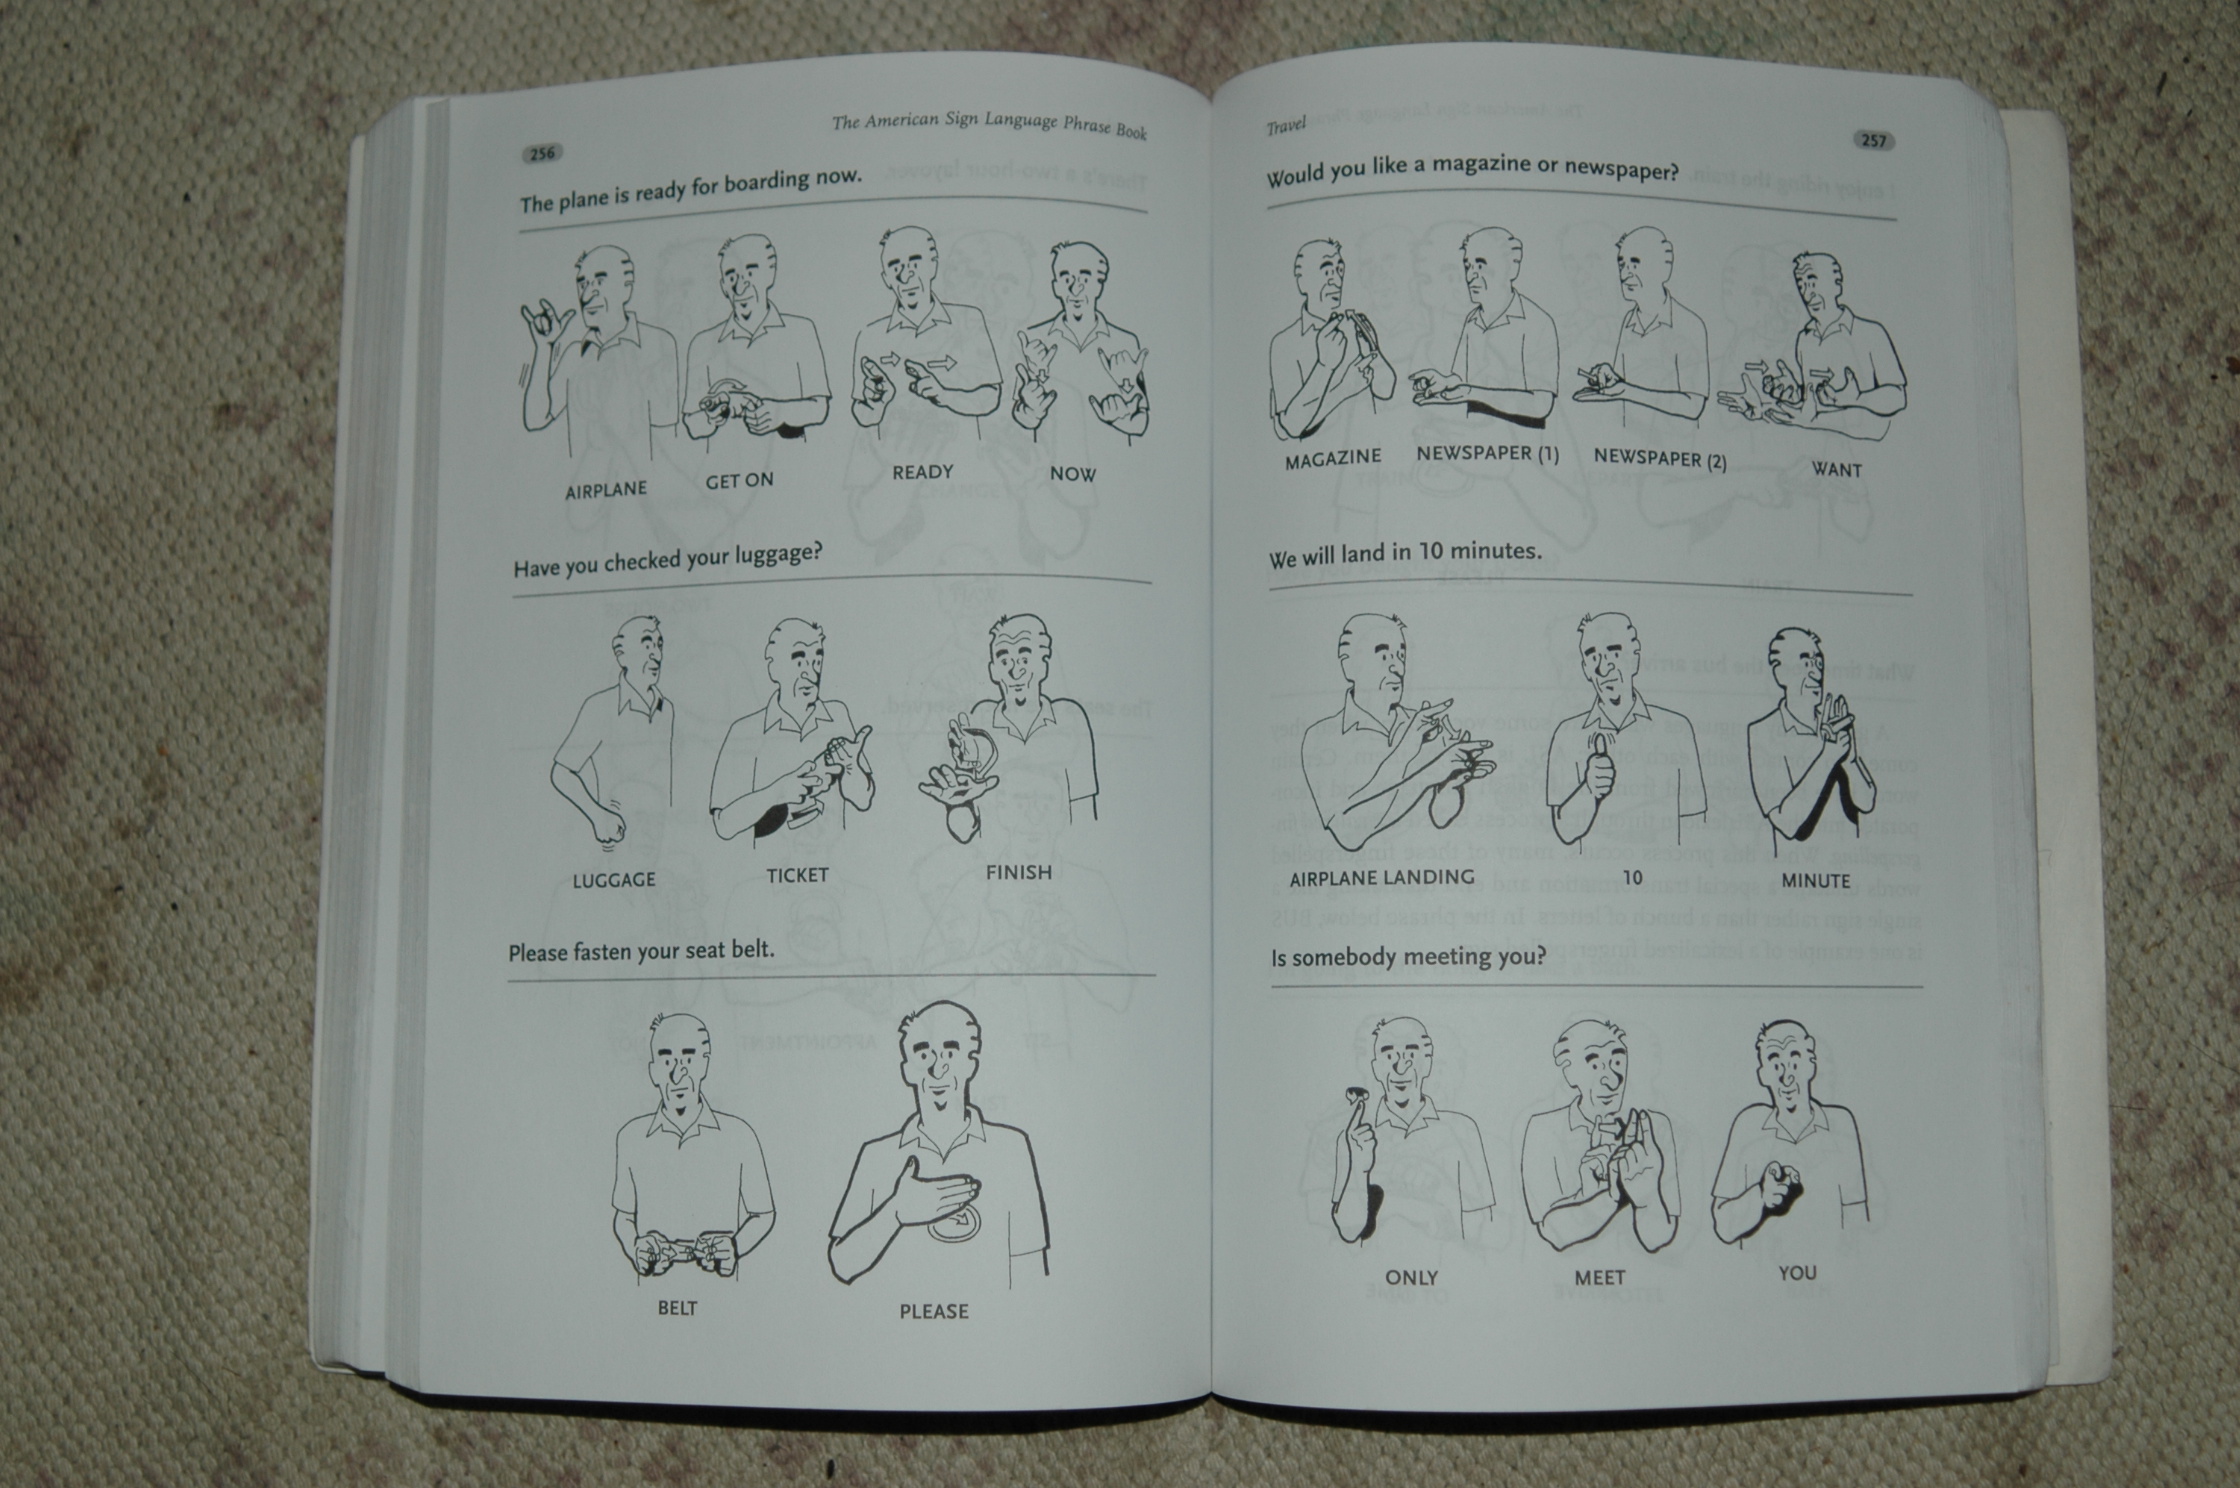 256
The American Sign Language Phrase Book
The plane is ready for boarding now.
AIRPLANE GET ON READY NOW
Have you checked your luggage?
LUGGAGE TICKET FINISH
Please fasten your seat belt.
BELT PLEASE
Travel
257
Would you like a magazine or newspaper?
MAGAZINE NEWSPAPER (1) NEWSPAPER (2) WANT
We will land in 10 minutes.
AIRPLANE LANDING 10 MINUTE
Is somebody meeting you?
ONLY MEET YOU